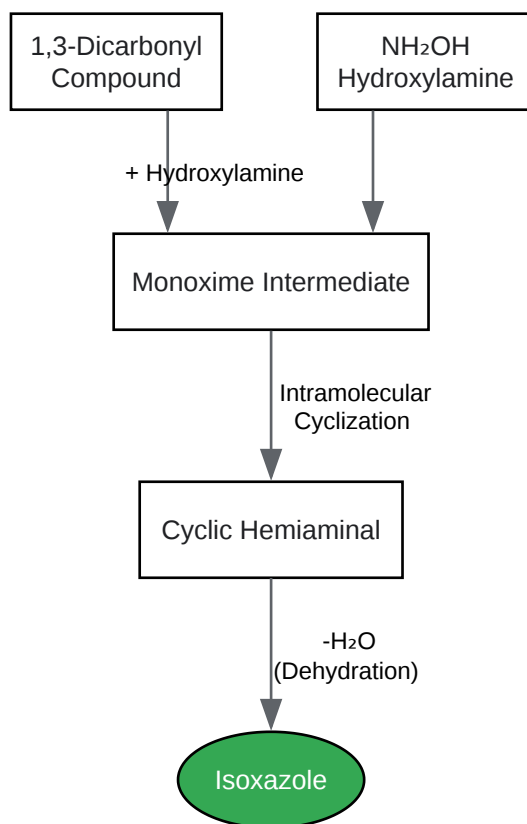 1,3-Dicarbonyl
Compound
NH₂OH
Hydroxylamine
+ Hydroxylamine
Monoxime Intermediate
Intramolecular
Cyclization
Cyclic Hemiaminal
-H₂O
(Dehydration)
Isoxazole